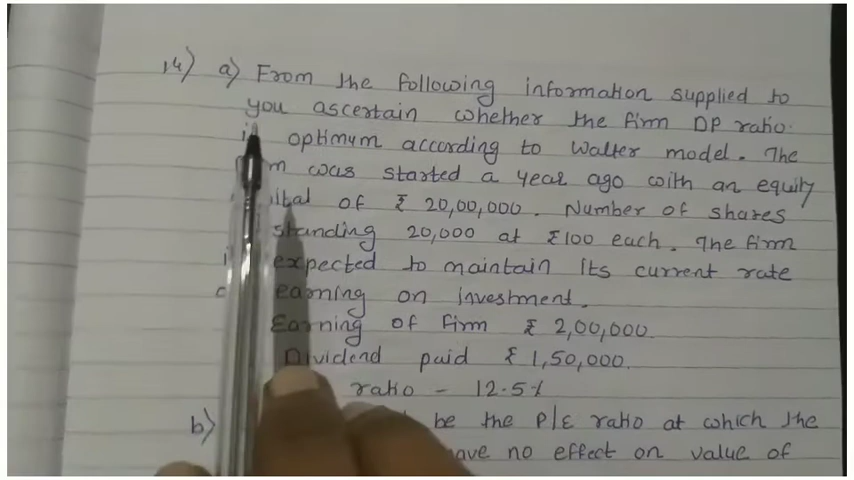 14) a) From the following information supplied to
you ascertain whether the firm DP ratio.
optimum according to Walter model. The
was started a year ago with an equity
of ₹ 20,00,000. Number of shares
standing 20,000 at ₹100 each. The firm
expected to maintain its current rate
earning on investment.
Earning of firm ₹ 2,00,000
Dividend paid ₹ 1,50,000.
ratio - 12.5%
b) be the P/E ratio at which the
have no effect on value of